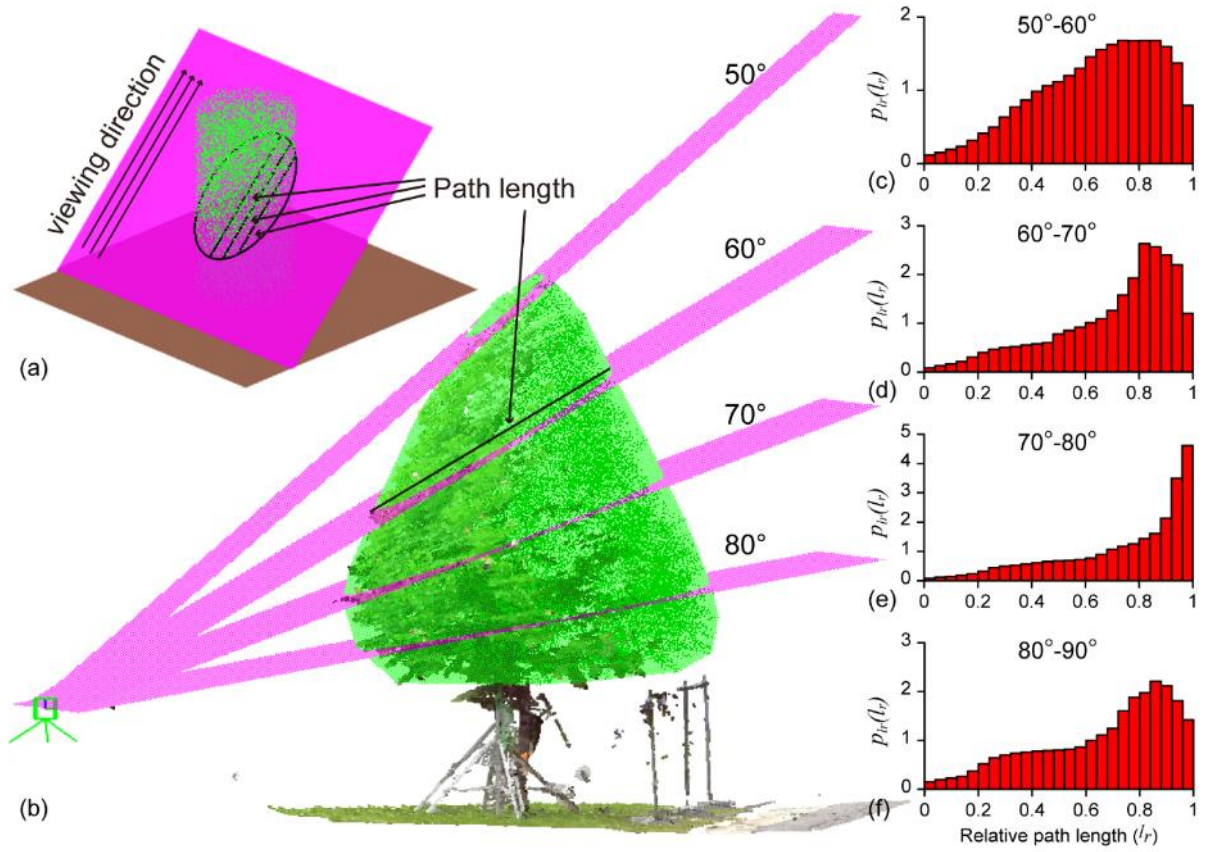 viewing direction
Path length
(a)
50°
60°
70°
80°
(b)
50°-60°
2
1
0
p_lr(l_r)
0 0.2 0.4 0.6 0.8 1
(c)
60°-70°
3
2
1
0
p_lr(l_r)
0 0.2 0.4 0.6 0.8 1
(d)
70°-80°
5
4
3
2
1
0
p_lr(l_r)
0 0.2 0.4 0.6 0.8 1
(e)
80°-90°
3
2
1
0
p_lr(l_r)
0 0.2 0.4 0.6 0.8 1
(f)
Relative path length (l_r)